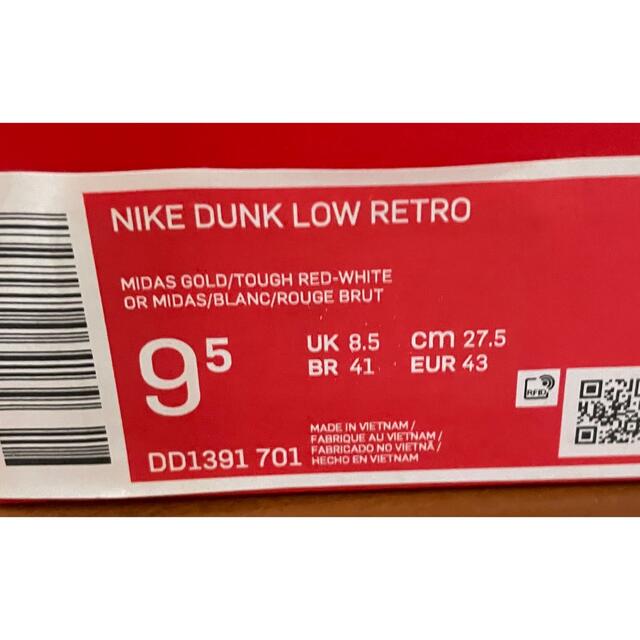 NIKE DUNK LOW RETRO
MIDAS GOLD/TOUGH RED-WHITE
OR MIDAS/BLANC/ROUGE BRUT
9⁵
UK 8.5 cm 27.5
BR 41 EUR 43
RFID
DD1391 701
MADE IN VIETNAM /
FABRIQUE AU VIETNAM /
FABRICADO NO VIETNÃ /
HECHO EN VIETNAM